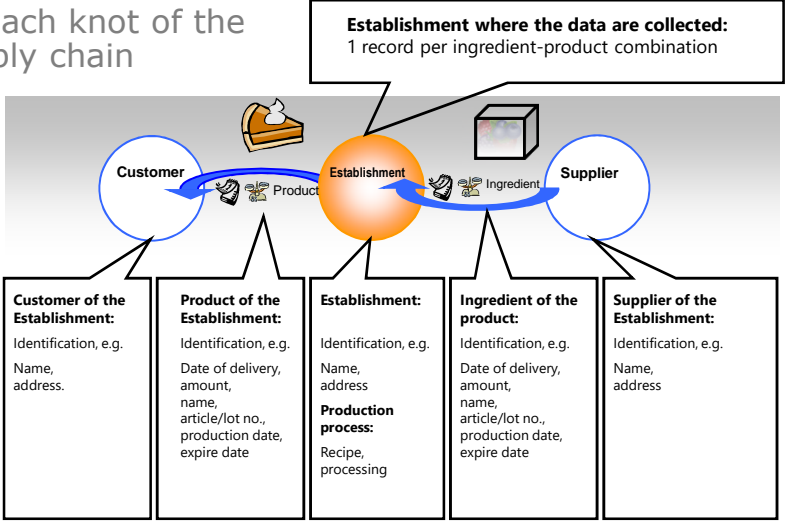 ach knot of the
ly chain
Establishment where the data are collected:
1 record per ingredient-product combination
Customer
Product
Establishment
Ingredient
Supplier
Customer of the
Establishment:
Identification, e.g.
Name,
address.
Product of the
Establishment:
Identification, e.g.
Date of delivery,
amount,
name,
article/lot no.,
production date,
expire date
Establishment:
Identification, e.g.
Name,
address
Production
process:
Recipe,
processing
Ingredient of the
product:
Identification, e.g.
Date of delivery,
amount,
name,
article/lot no.,
production date,
expire date
Supplier of the
Establishment:
Identification, e.g.
Name,
address